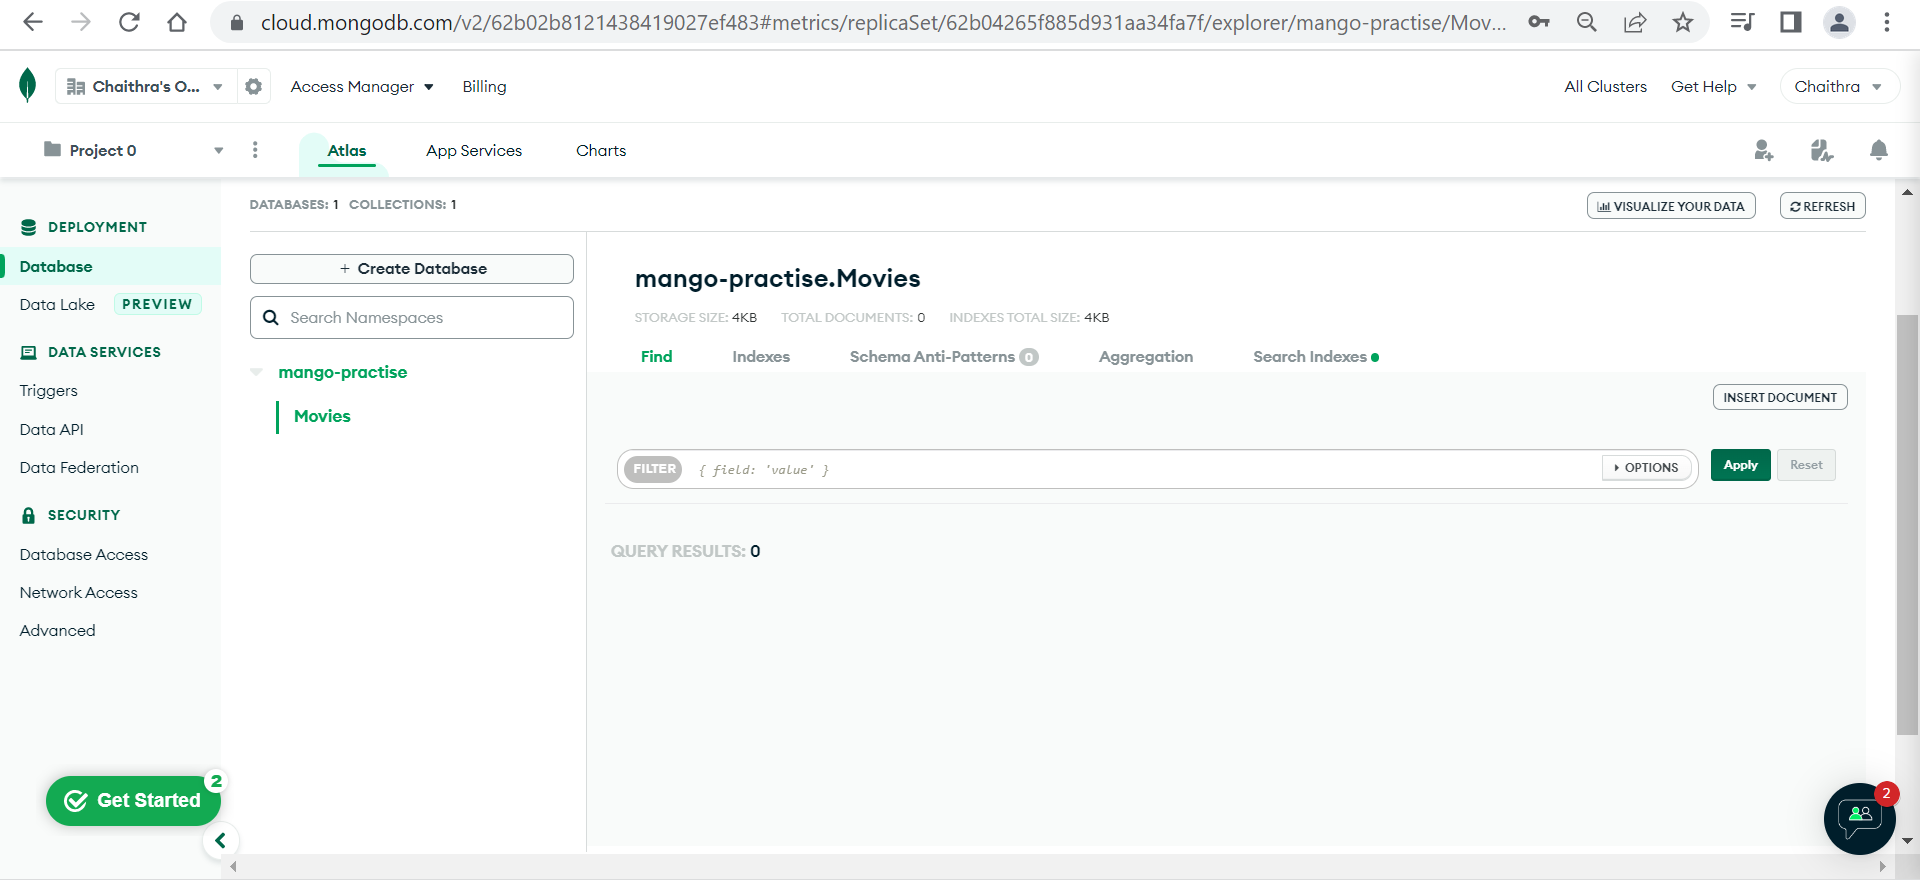 cloud.mongodb.com/v2/62b02b8121438419027ef483#metrics/replicaSet/62b04265f885d931aa34fa7f/explorer/mango-practise/Mov...
Chaithra's O... Access Manager Billing All Clusters Get Help Chaithra
Project 0 Atlas App Services Charts
DATABASES: 1 COLLECTIONS: 1 VISUALIZE YOUR DATA REFRESH
DEPLOYMENT
Database
Data Lake PREVIEW
DATA SERVICES
Triggers
Data API
Data Federation
SECURITY
Database Access
Network Access
Advanced
Get Started 2
+ Create Database
Search Namespaces
mango-practise
Movies
mango-practise.Movies
STORAGE SIZE: 4KB TOTAL DOCUMENTS: 0 INDEXES TOTAL SIZE: 4KB
Find Indexes Schema Anti-Patterns 0 Aggregation Search Indexes
INSERT DOCUMENT
FILTER { field: 'value' } OPTIONS Apply Reset
QUERY RESULTS: 0
2